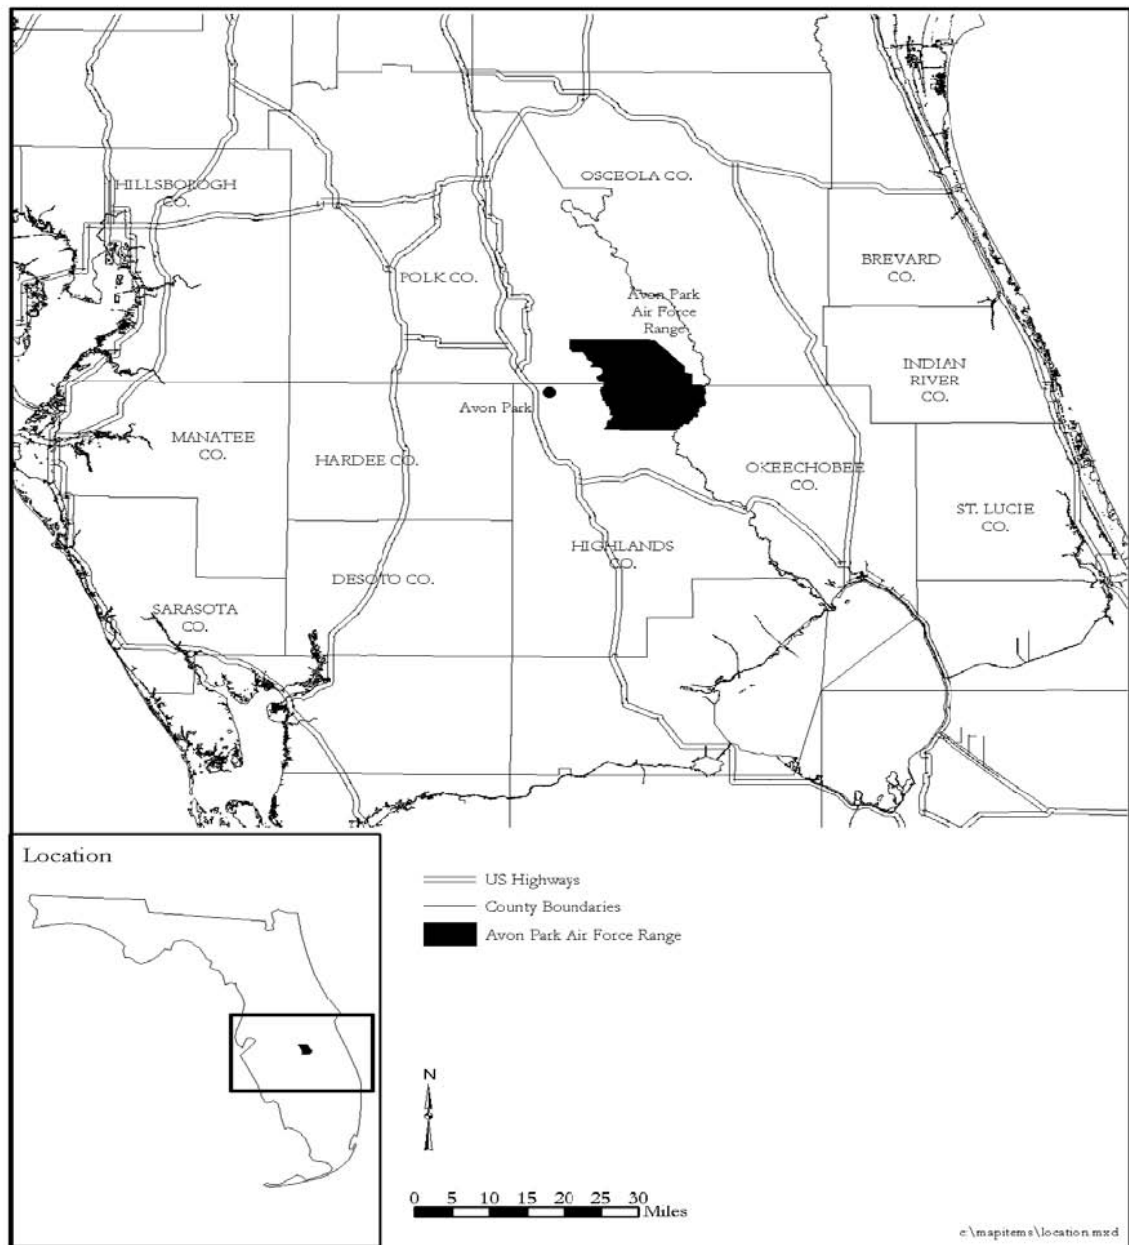 HILLSBOROGH
CO.
OSCEOLA CO.
BREVARD
CO.
POLK CO.
Avon Park
Air Force
Range
INDIAN
RIVER
CO.
Avon Park
MANATEE
CO.
HARDEE CO.
OKEECHOBEE
CO.
ST. LUCIE
CO.
HIGHLANDS
CO.
DESOTO CO.
SARASOTA
CO.
Location
US Highways
County Boundaries
Avon Park Air Force Range
N
0 5 10 15 20 25 30
Miles
c:\mapitems\location.mxd